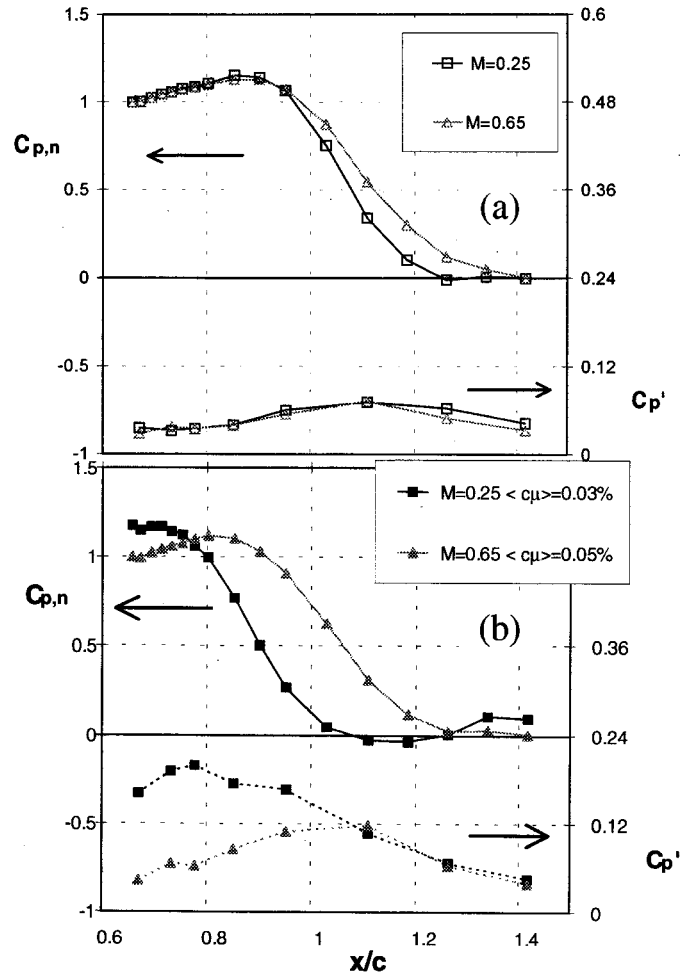 1.5
0.6
M=0.25
M=0.65
1
0.48
Cp,n
0.5
0.36
(a)
0
0.24
-0.5
0.12
Cp'
-1
0
1.5
M=0.25 < cμ>=0.03%
M=0.65 < cμ>=0.05%
1
Cp,n
0.5
0.36
(b)
0
0.24
-0.5
0.12
Cp'
-1
0
0.6 0.8 1 1.2 1.4
x/c